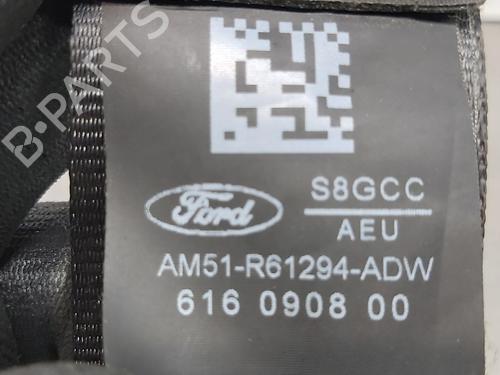 B-PARTS
Ford
S8GCC
AEU
AM51-R61294-ADW
616 0908 00